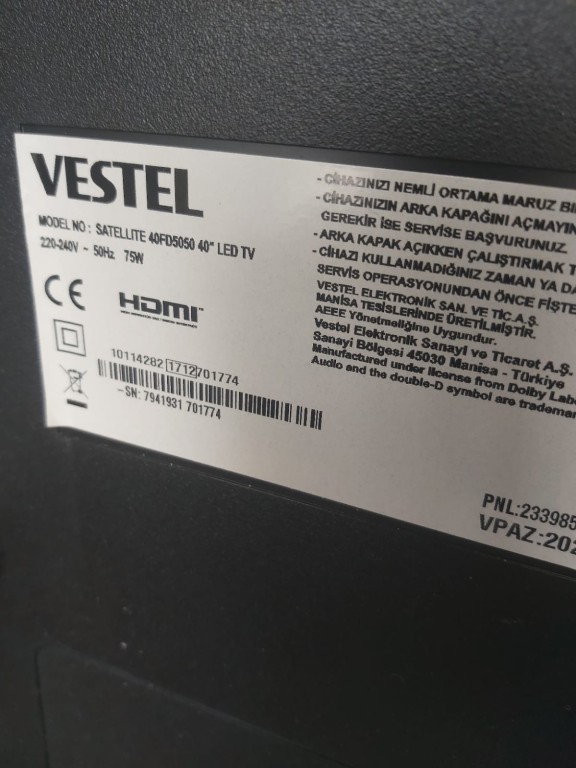 VESTEL
MODEL NO: SATELLITE 40FD5050 40" LED TV
220-240V ~ 50Hz 75W
CE
HDMI
10114282 1712 701774
-SN: 7941931 701774
- CİHAZINIZI NEMLİ ORTAMA MARUZ
- CİHAZINIZIN ARKA KAPAĞINI AÇMAYIN
GEREKİR İSE SERVİSE BAŞVURUNUZ.
- ARKA KAPAK AÇIKKEN ÇALIŞTIRMAK
- CİHAZI KULLANMADIĞINIZ ZAMAN YA DA
SERVİS OPERASYONUNDAN ÖNCE FİŞTE
VESTEL ELEKTRONİK SAN. VE TİC.A.Ş.
MANİSA TESİSLERİNDE ÜRETİLMİŞTİR.
AEEE Yönetmeliğine Uygundur.
Vestel Elektronik Sanayi ve Ticaret A.Ş.
Sanayi Bölgesi 45030 Manisa - Türkiye
Manufactured under license from Dolby Labo
Audio and the double-D symbol are trademar
PNL:233985
VPAZ:202